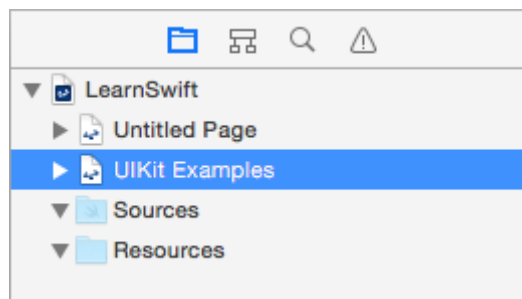 LearnSwift
Untitled Page
UIKit Examples
Sources
Resources